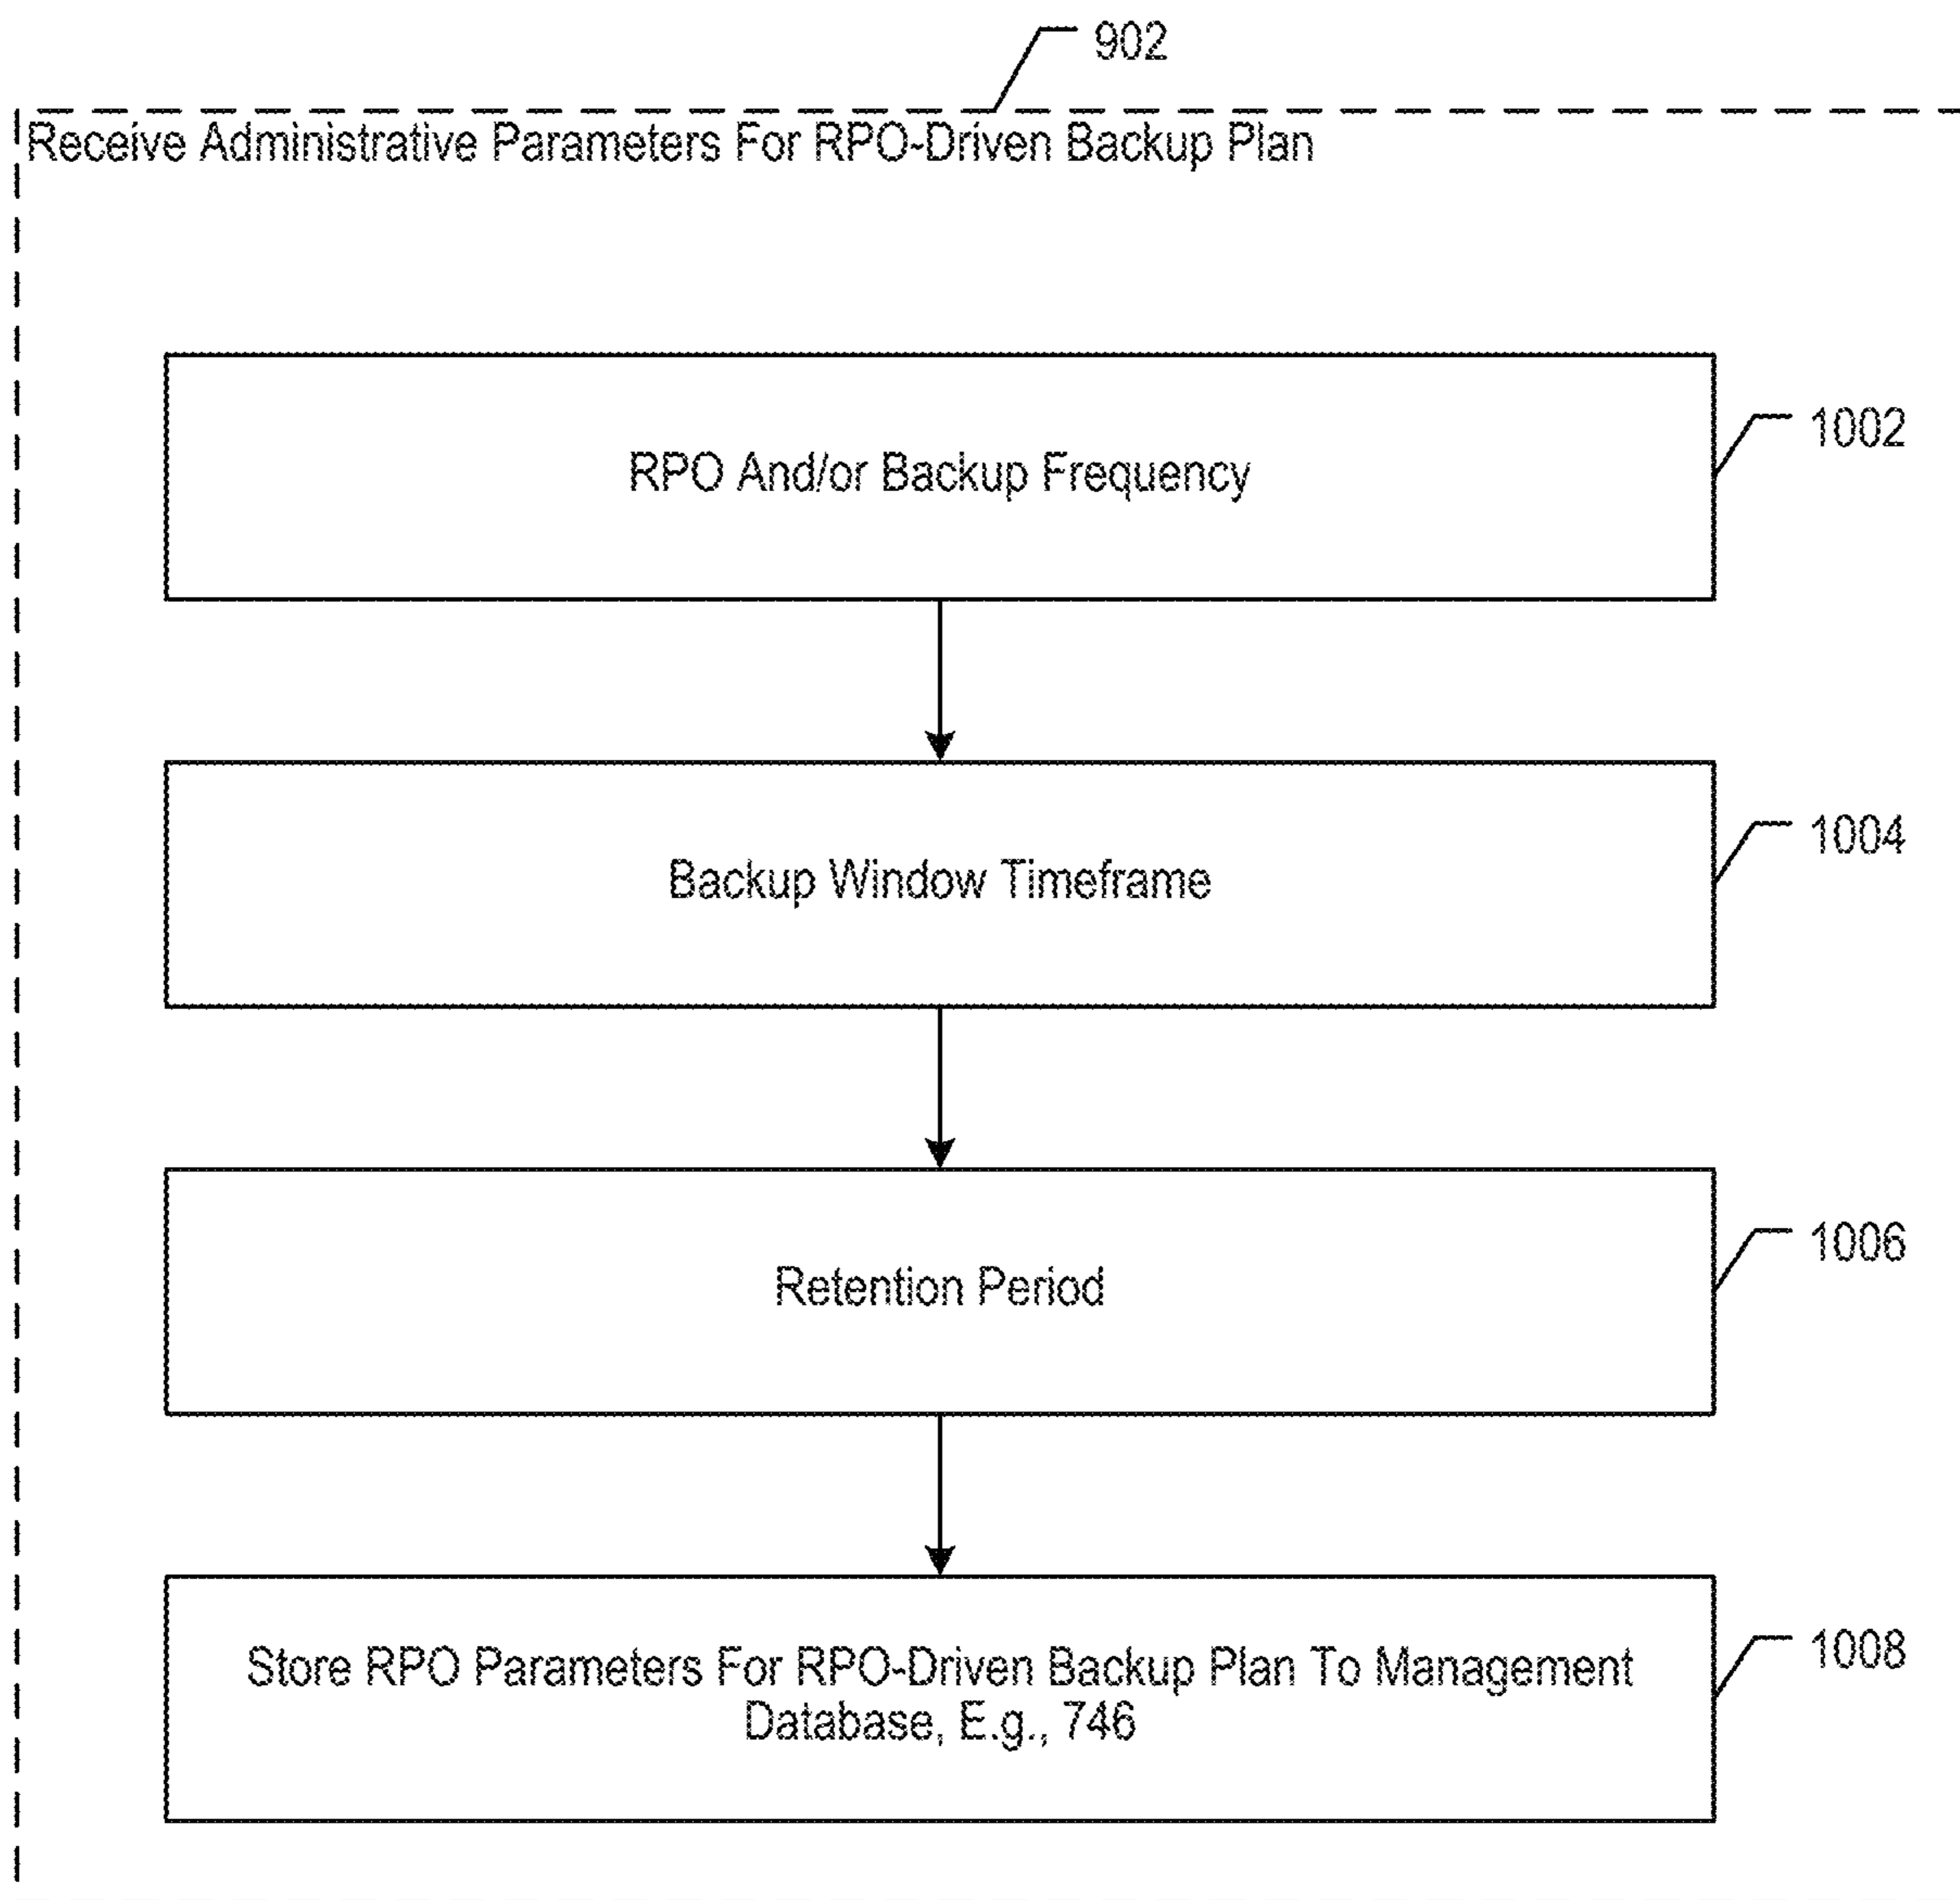 902
Receive Administrative Parameters For RPO-Driven Backup Plan
RPO And/or Backup Frequency
1002
Backup Window Timeframe
1004
Retention Period
1006
Store RPO Parameters For RPO-Driven Backup Plan To Management
Database, E.g., 746
1008